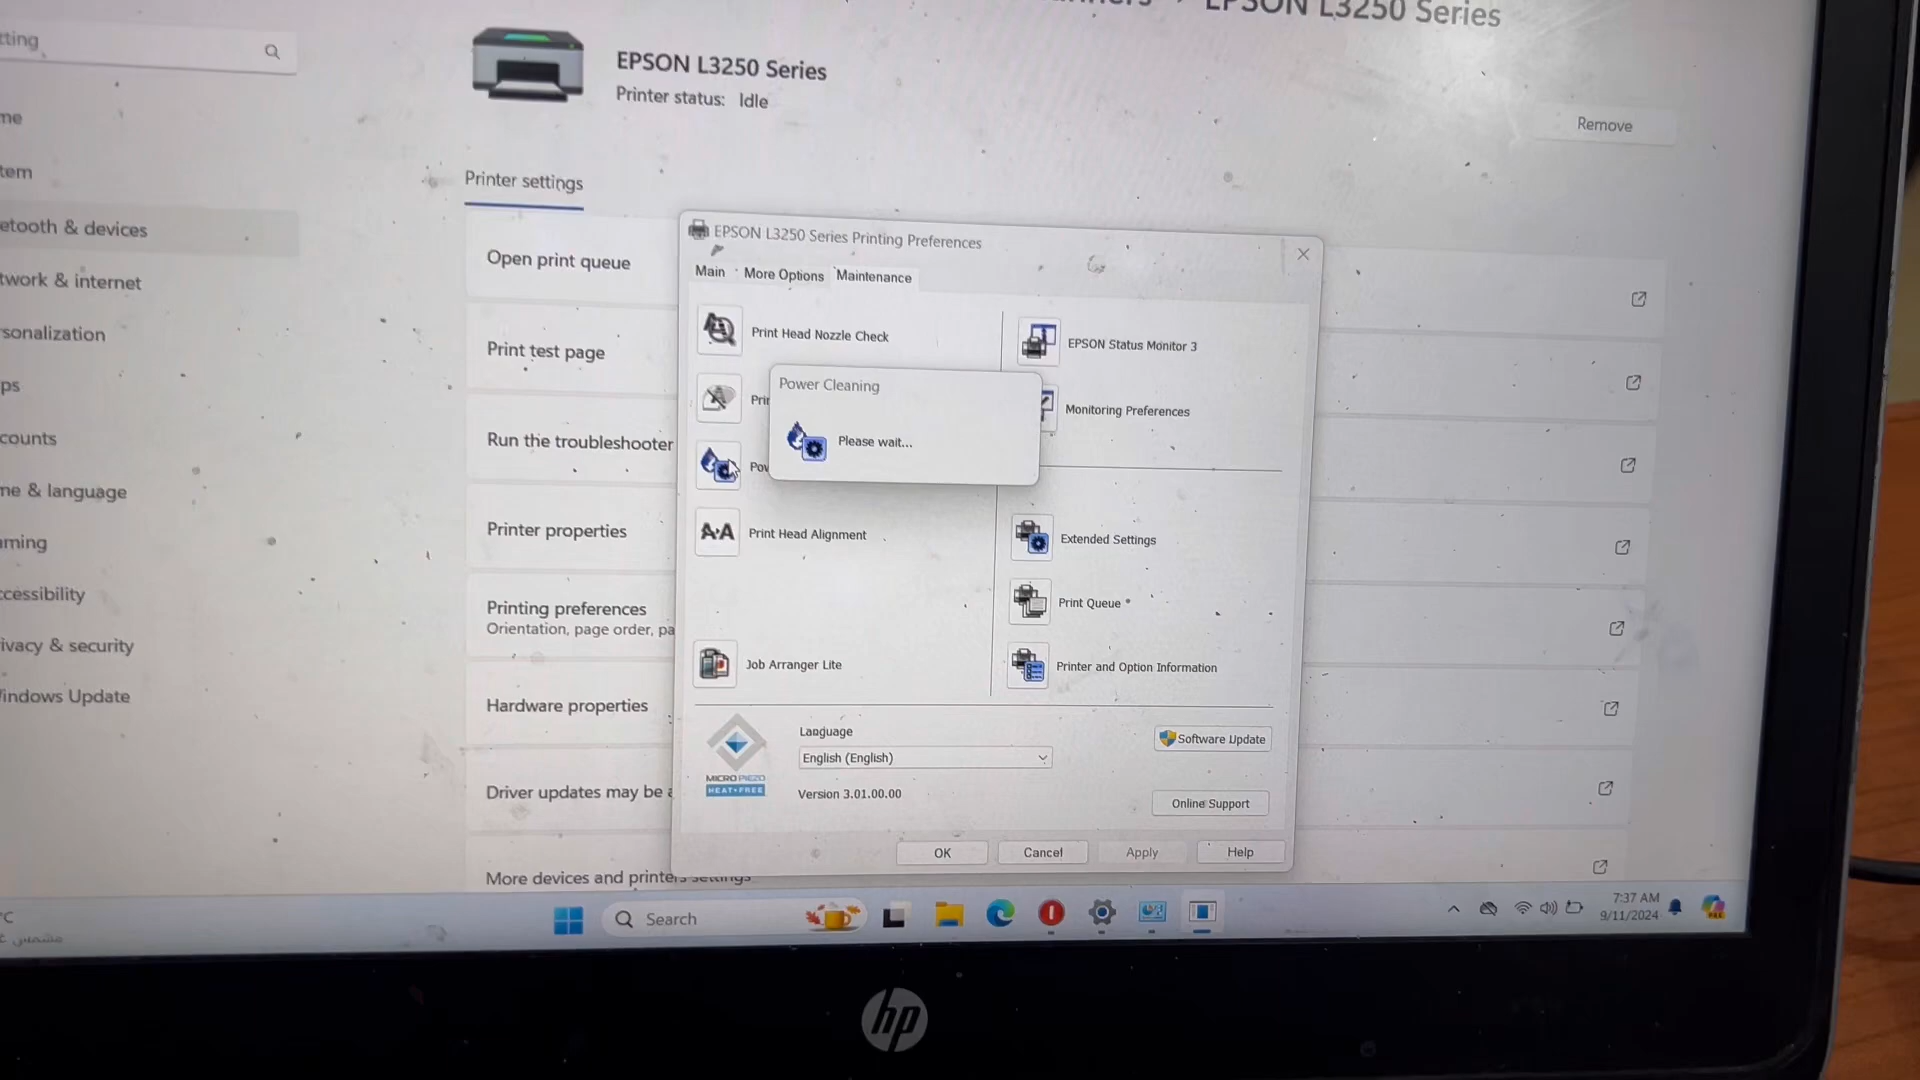 tting
EPSON L3250 Series
EPSON L3250 Series
Printer status: Idle
Remove
me
tem
etooth & devices
twork & internet
rsonalization
ps
counts
me & language
ming
ccessibility
ivacy & security
indows Update
Printer settings
Open print queue
Print test page
Run the troubleshooter
Printer properties
Printing preferences
Orientation, page order, pa
Hardware properties
Driver updates may be a
More devices and printers settings
EPSON L3250 Series Printing Preferences
Main
More Options
Maintenance
Print Head Nozzle Check
Prin
Pow
Print Head Alignment
Job Arranger Lite
EPSON Status Monitor 3
Monitoring Preferences
Extended Settings
Print Queue
Printer and Option Information
Power Cleaning
Please wait...
MICRO PIEZO
HEAT-FREE
Language
English (English)
Version 3.01.00.00
Software Update
Online Support
OK
Cancel
Apply
Help
°C
Search
7:37 AM
9/11/2024
hp